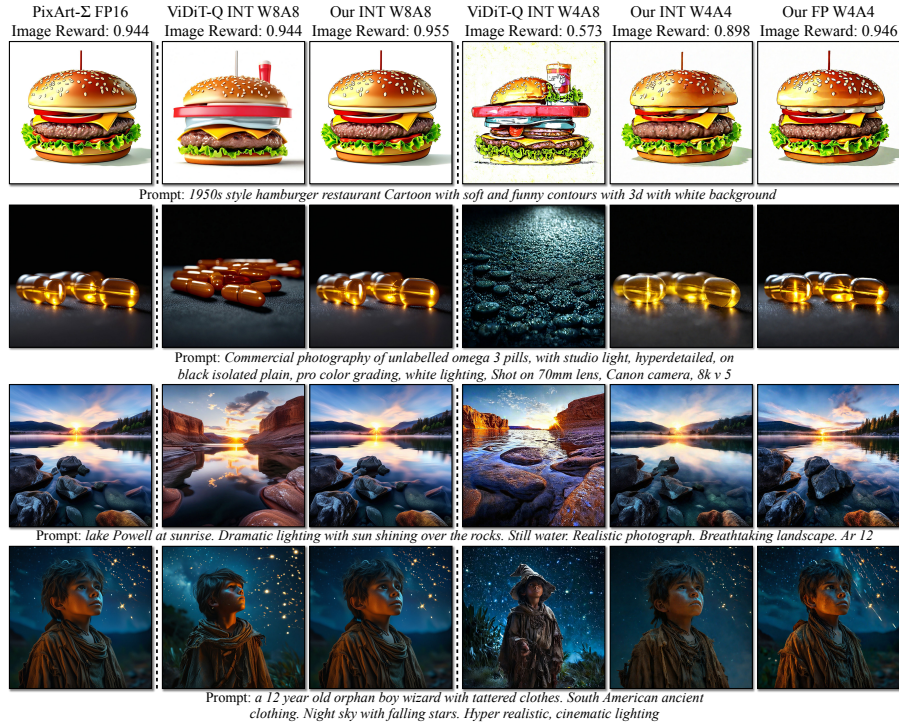 PixArt-Σ FP16
Image Reward: 0.944
ViDiT-Q INT W8A8
Image Reward: 0.944
Our INT W8A8
Image Reward: 0.955
ViDiT-Q INT W4A8
Image Reward: 0.573
Our INT W4A4
Image Reward: 0.898
Our FP W4A4
Image Reward: 0.946
Prompt: 1950s style hamburger restaurant Cartoon with soft and funny contours with 3d with white background
Prompt: Commercial photography of unlabelled omega 3 pills, with studio light, hyperdetailed, on
black isolated plain, pro color grading, white lighting, Shot on 70mm lens, Canon camera, 8k v 5
Prompt: lake Powell at sunrise. Dramatic lighting with sun shining over the rocks. Still water. Realistic photograph. Breathtaking landscape. Ar 12
Prompt: a 12 year old orphan boy wizard with tattered clothes. South American ancient
clothing. Night sky with falling stars. Hyper realistic, cinematic lighting